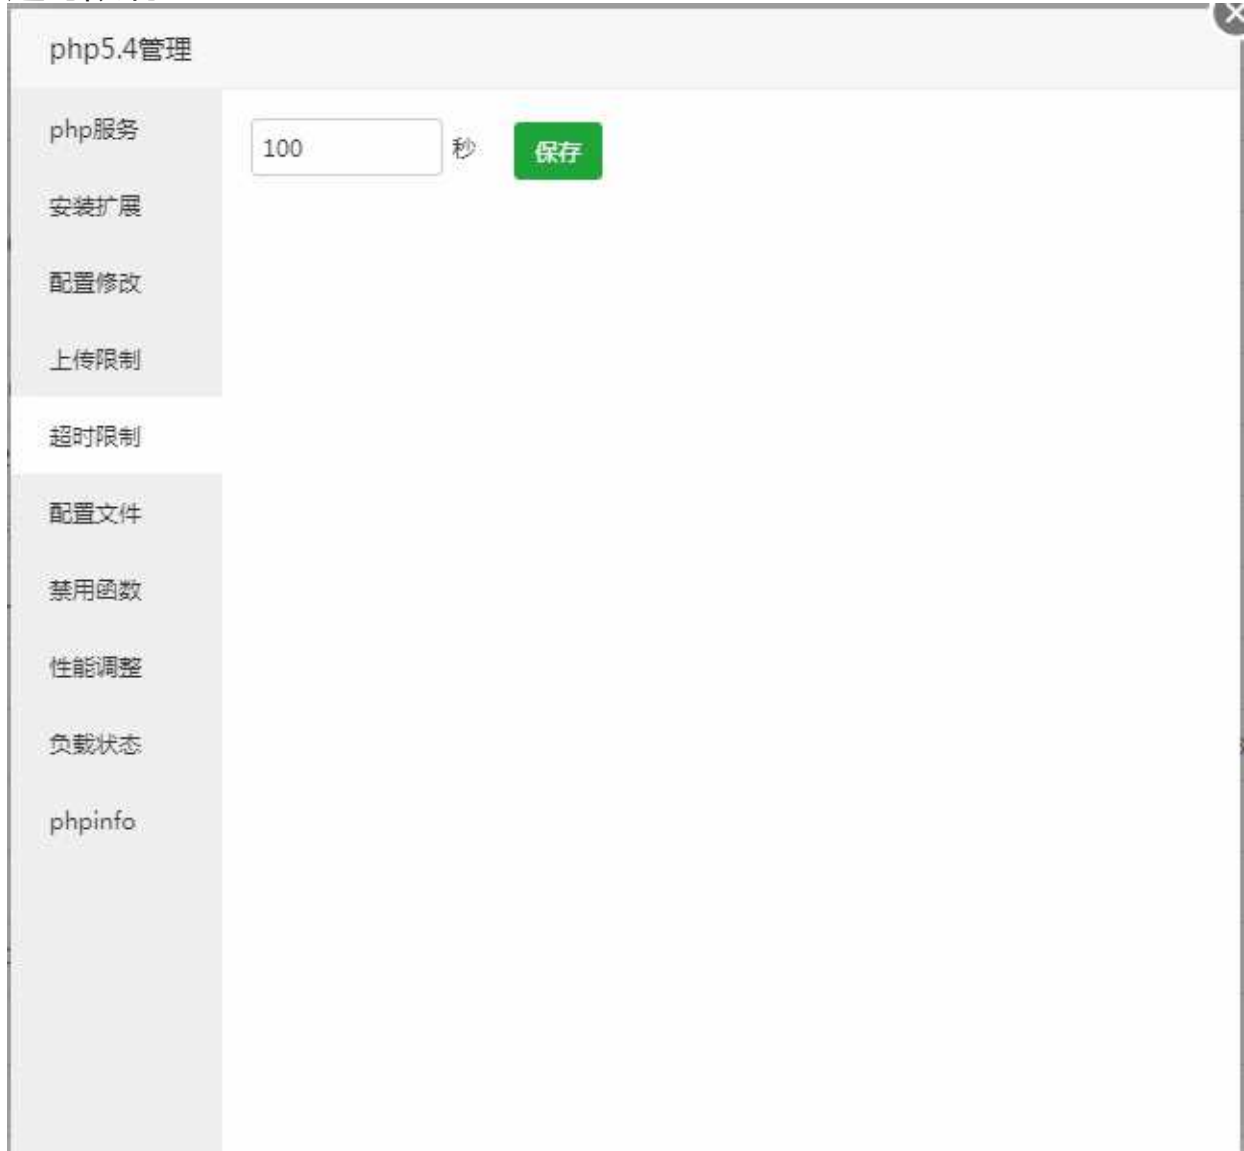 php5.4管理
php服务
100 秒 保存
安装扩展
配置修改
上传限制
超时限制
配置文件
禁用函数
性能调整
负载状态
phpinfo